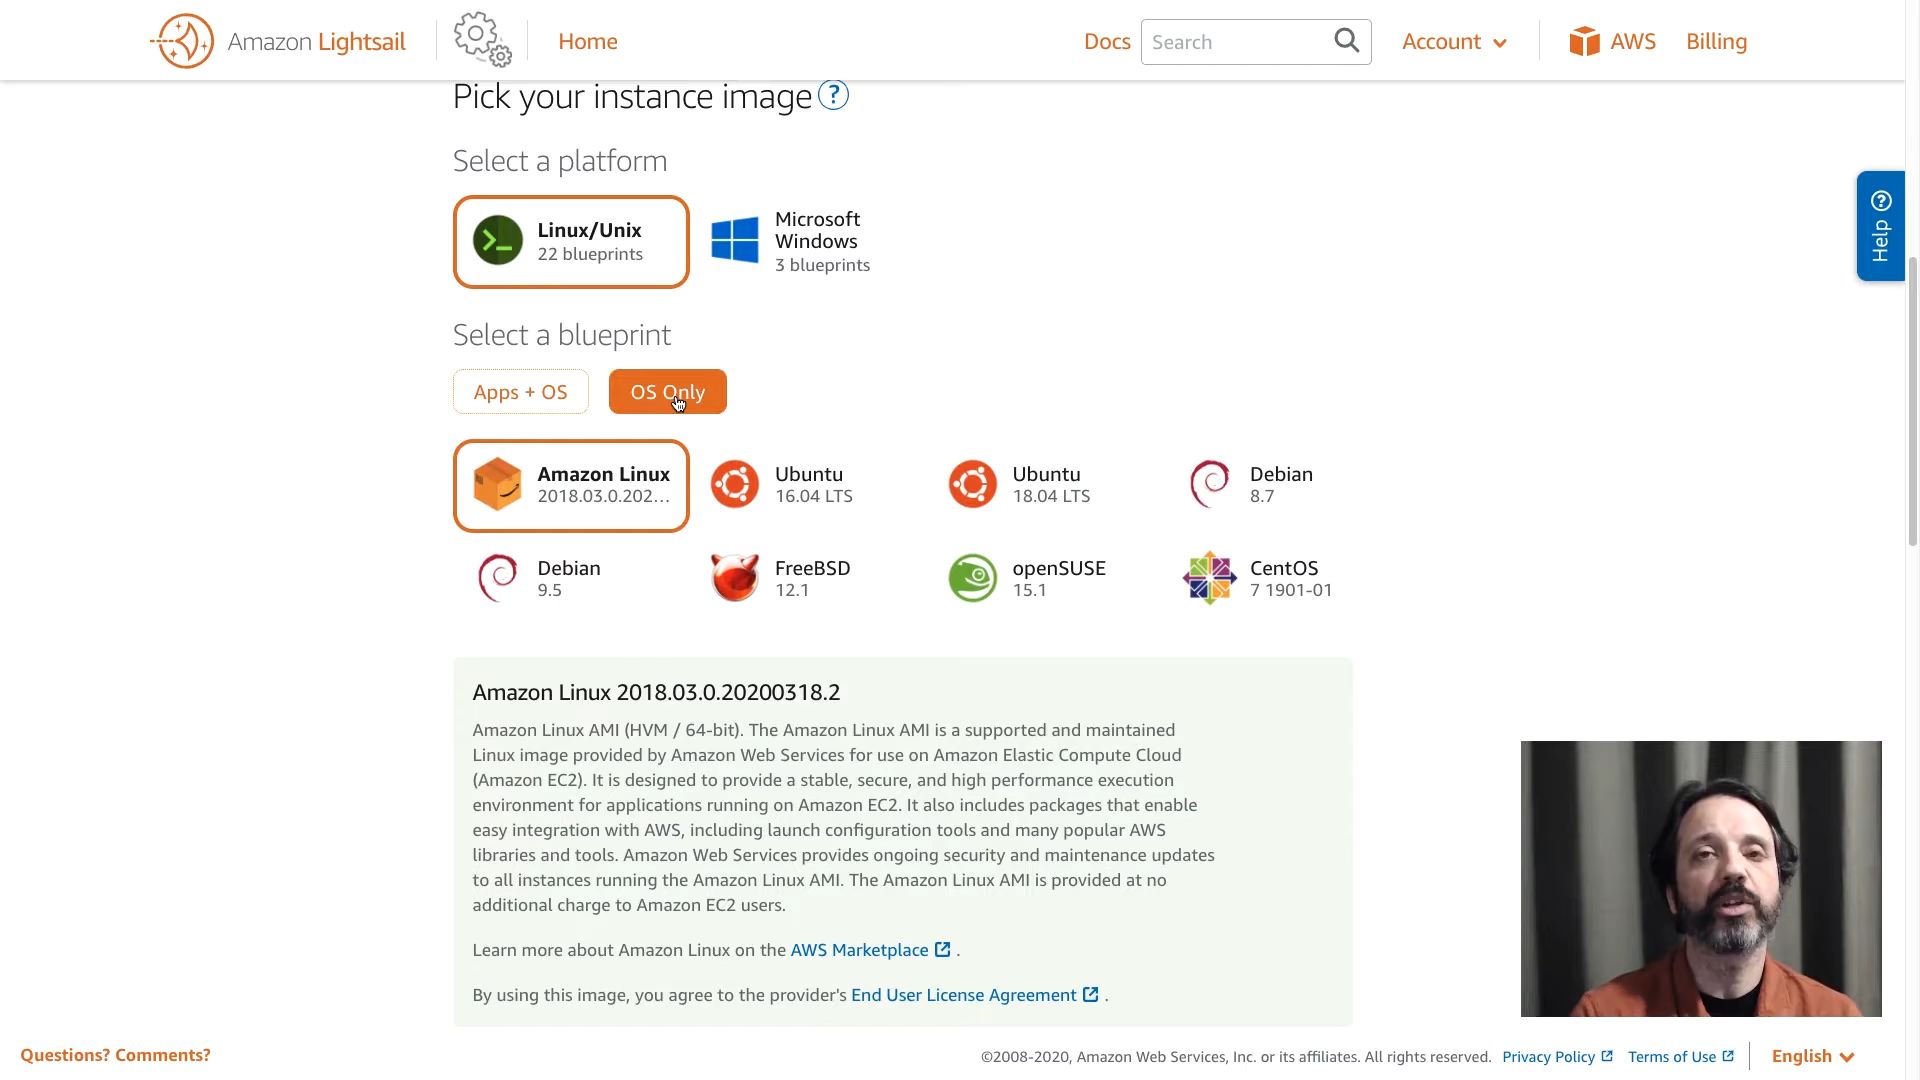 Amazon Lightsail
Home
Docs
Search
Account
AWS
Billing
Pick your instance image ?
Select a platform
Linux/Unix
22 blueprints
Microsoft
Windows
3 blueprints
Help
Select a blueprint
Apps + OS
OS Only
Amazon Linux
2018.03.0.202...
Ubuntu
16.04 LTS
Ubuntu
18.04 LTS
Debian
8.7
Debian
9.5
FreeBSD
12.1
openSUSE
15.1
CentOS
7 1901-01
Amazon Linux 2018.03.0.20200318.2
Amazon Linux AMI (HVM / 64-bit). The Amazon Linux AMI is a supported and maintained
Linux image provided by Amazon Web Services for use on Amazon Elastic Compute Cloud
(Amazon EC2). It is designed to provide a stable, secure, and high performance execution
environment for applications running on Amazon EC2. It also includes packages that enable
easy integration with AWS, including launch configuration tools and many popular AWS
libraries and tools. Amazon Web Services provides ongoing security and maintenance updates
to all instances running the Amazon Linux AMI. The Amazon Linux AMI is provided at no
additional charge to Amazon EC2 users.
Learn more about Amazon Linux on the AWS Marketplace .
By using this image, you agree to the provider's End User License Agreement .
Questions? Comments?
©2008-2020, Amazon Web Services, Inc. or its affiliates. All rights reserved.
Privacy Policy
Terms of Use
English